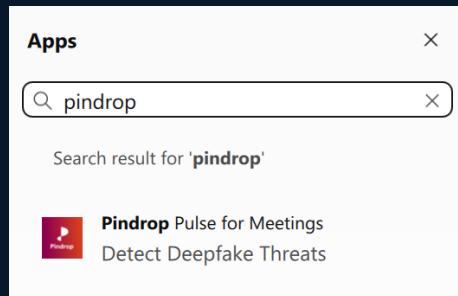 Apps
pindrop
Search result for 'pindrop'
Pindrop
Pindrop Pulse for Meetings
Detect Deepfake Threats